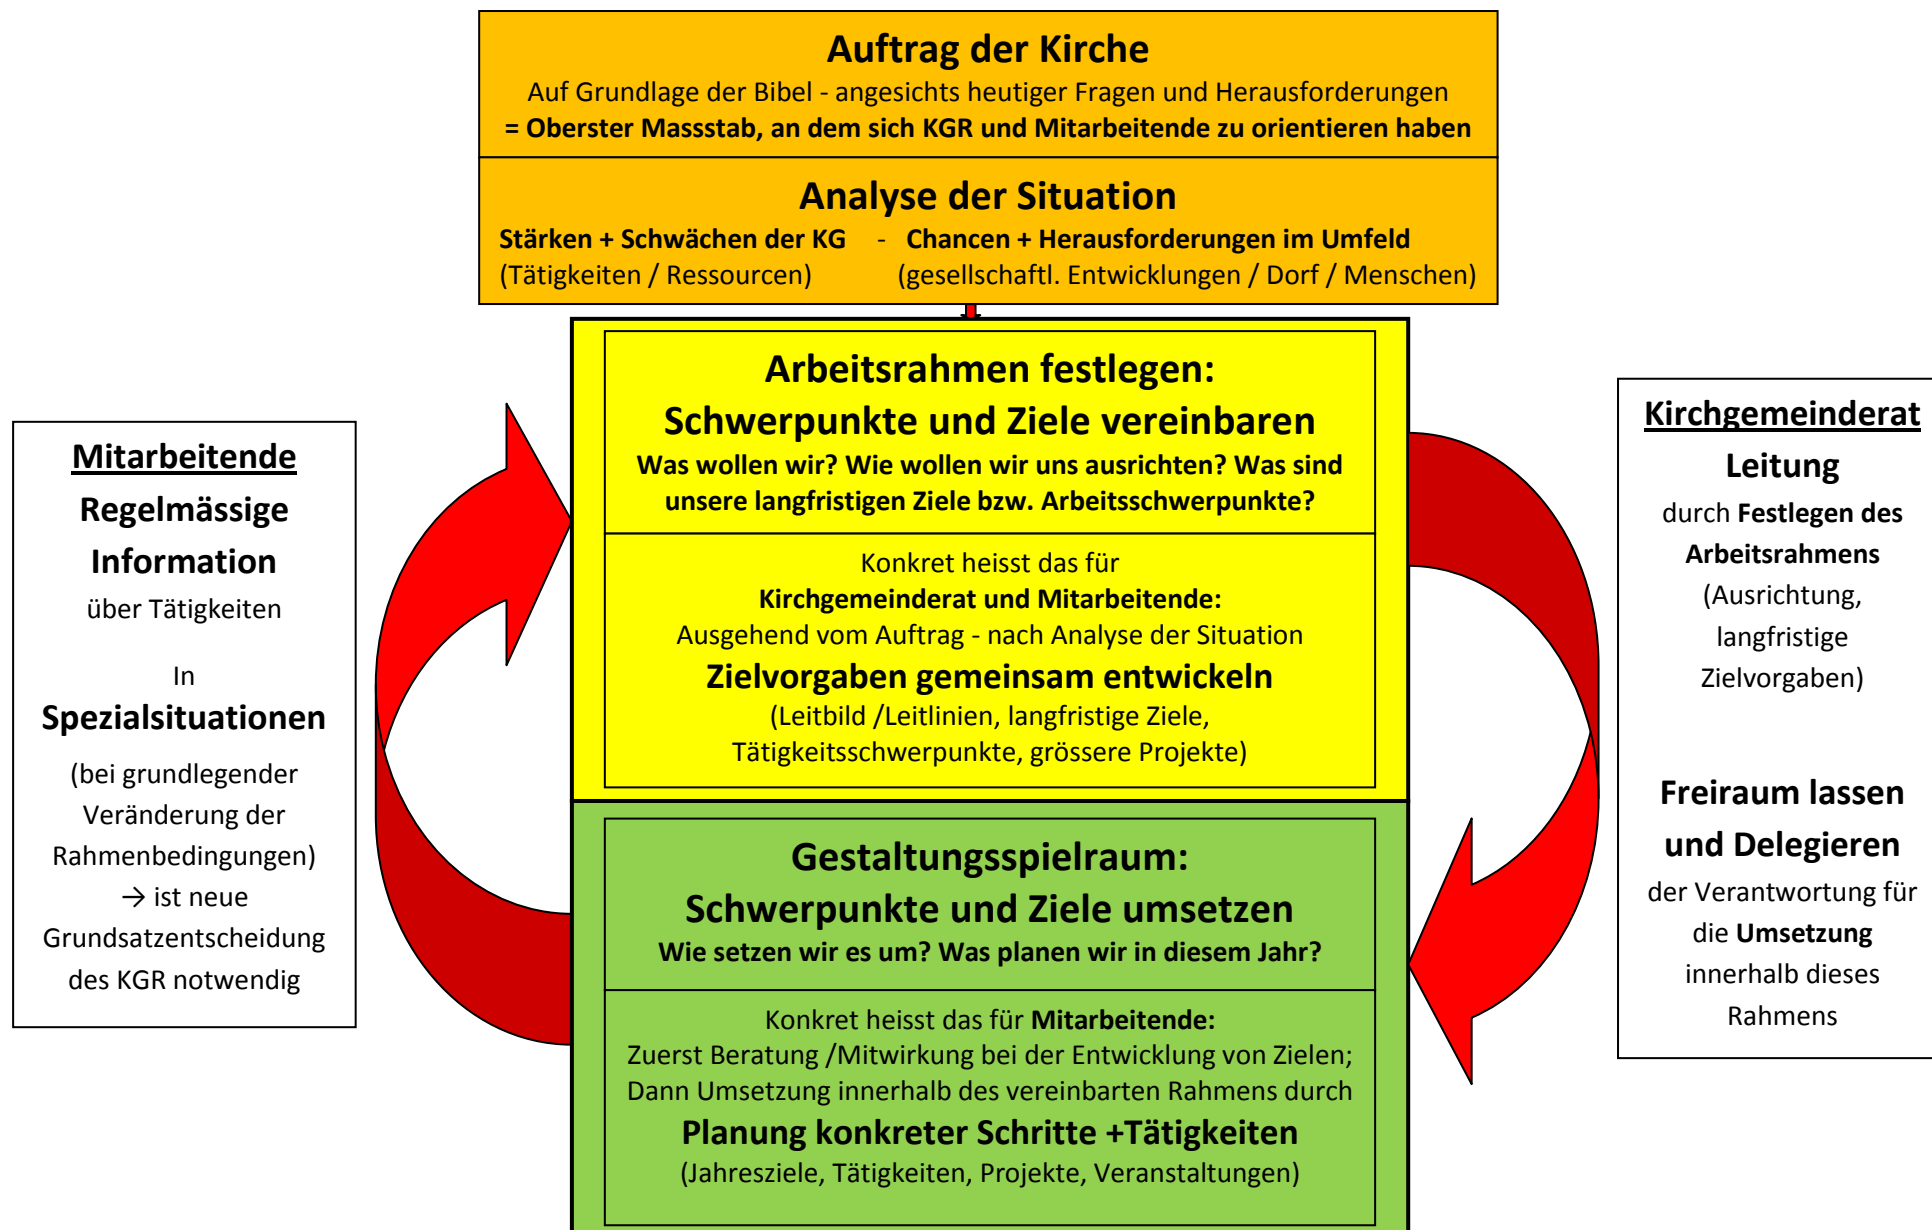 Auftrag der Kirche
Auf Grundlage der Bibel - angesichts heutiger Fragen und Herausforderungen
= Oberster Massstab, an dem sich KGR und Mitarbeitende zu orientieren haben
Analyse der Situation
Stärken + Schwächen der KG - Chancen + Herausforderungen im Umfeld
(Tätigkeiten / Ressourcen) (gesellschaftl. Entwicklungen / Dorf / Menschen)
Mitarbeitende
Regelmässige
Information
über Tätigkeiten
In
Spezialsituationen
(bei grundlegender
Veränderung der
Rahmenbedingungen)
→ ist neue
Grundsatzentscheidung
des KGR notwendig
Arbeitsrahmen festlegen:
Schwerpunkte und Ziele vereinbaren
Was wollen wir? Wie wollen wir uns ausrichten? Was sind
unsere langfristigen Ziele bzw. Arbeitsschwerpunkte?
Konkret heisst das für
Kirchgemeinderat und Mitarbeitende:
Ausgehend vom Auftrag - nach Analyse der Situation
Zielvorgaben gemeinsam entwickeln
(Leitbild /Leitlinien, langfristige Ziele,
Tätigkeitsschwerpunkte, grössere Projekte)
Gestaltungsspielraum:
Schwerpunkte und Ziele umsetzen
Wie setzen wir es um? Was planen wir in diesem Jahr?
Konkret heisst das für Mitarbeitende:
Zuerst Beratung /Mitwirkung bei der Entwicklung von Zielen;
Dann Umsetzung innerhalb des vereinbarten Rahmens durch
Planung konkreter Schritte +Tätigkeiten
(Jahresziele, Tätigkeiten, Projekte, Veranstaltungen)
Kirchgemeinderat
Leitung
durch Festlegen des
Arbeitsrahmens
(Ausrichtung,
langfristige
Zielvorgaben)
Freiraum lassen
und Delegieren
der Verantwortung für
die Umsetzung
innerhalb dieses
Rahmens